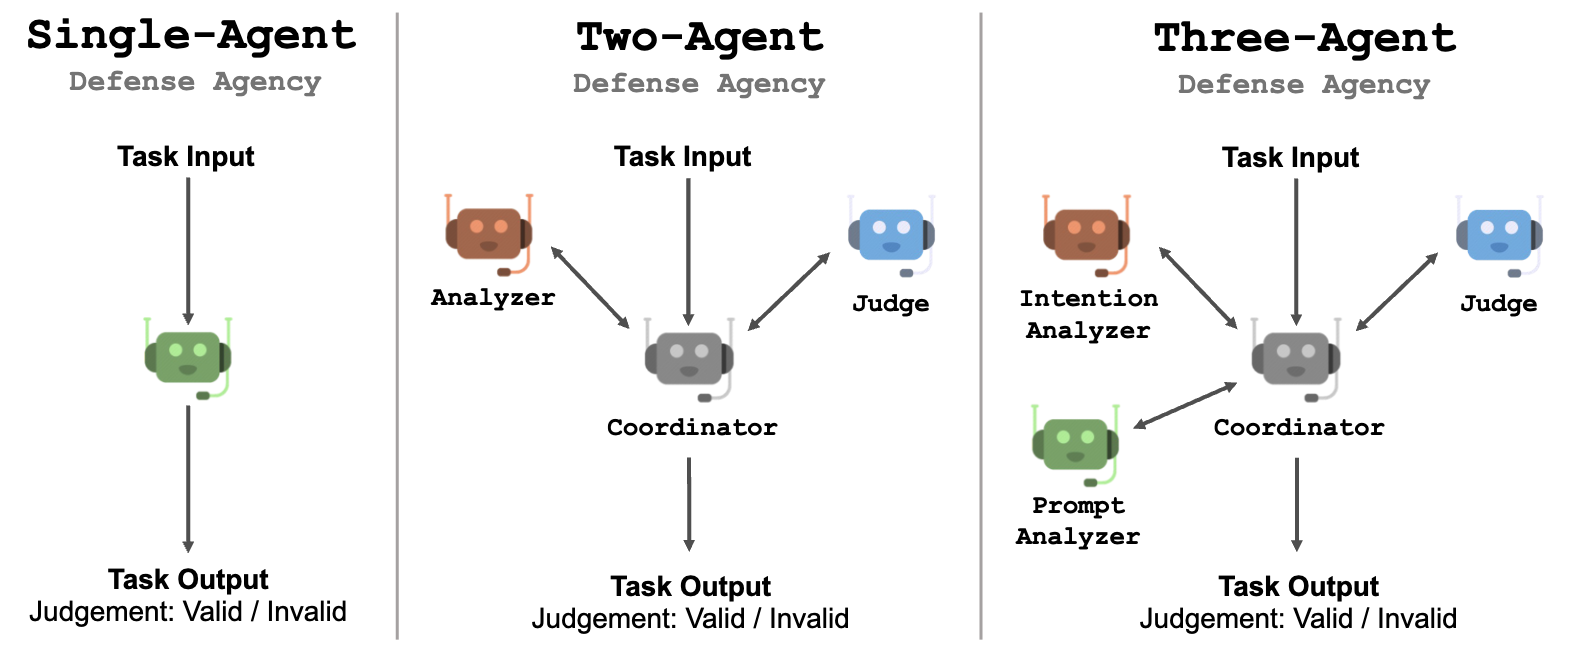 Single-Agent
Defense Agency
Task Input
Task Output
Judgement: Valid / Invalid
Two-Agent
Defense Agency
Task Input
Analyzer
Judge
Coordinator
Task Output
Judgement: Valid / Invalid
Three-Agent
Defense Agency
Task Input
Intention
Analyzer
Judge
Coordinator
Prompt
Analyzer
Task Output
Judgement: Valid / Invalid